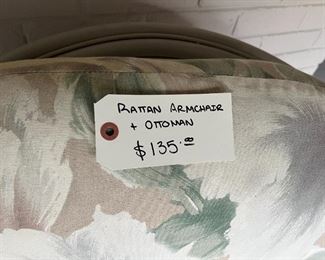 RATTAN ARMCHAIR
+ OTTOMAN
$135.00